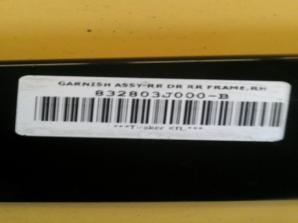 GARNISH ASSY-RR DR RR FRAME,RH
832803J000-B